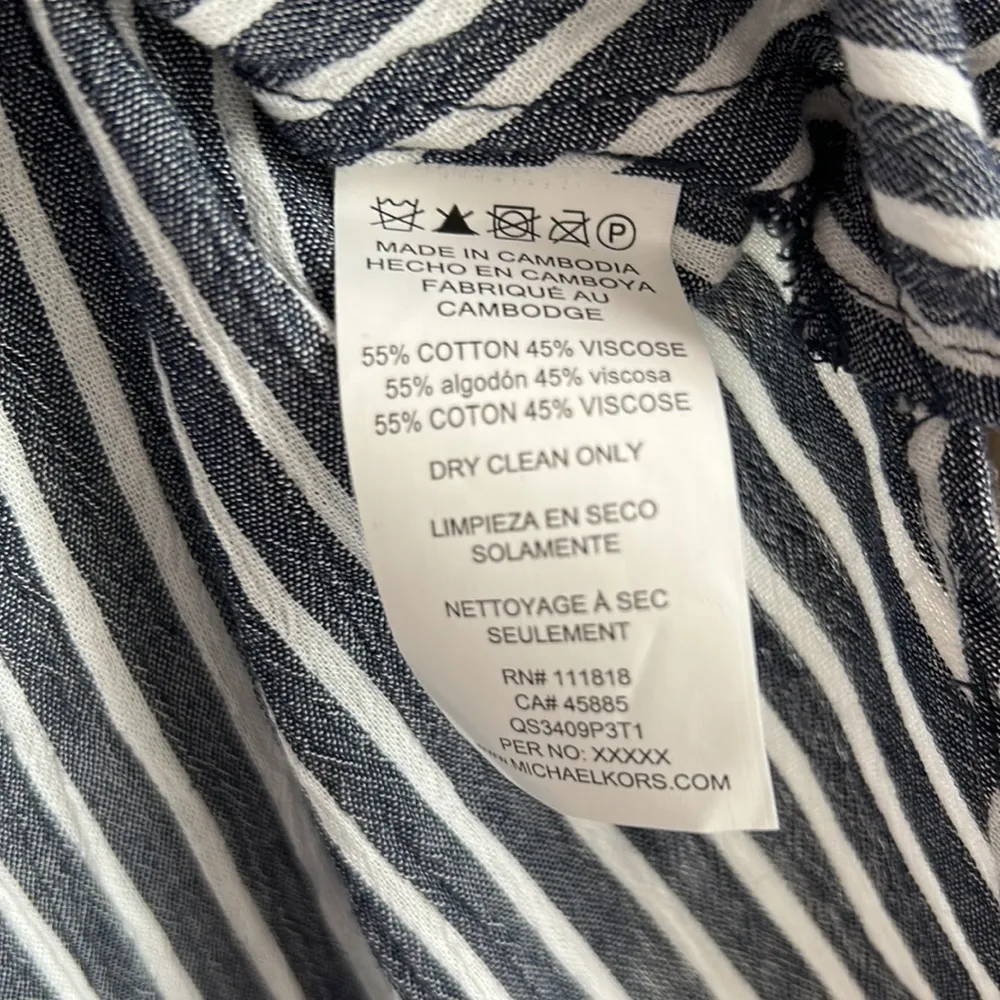 P
MADE IN CAMBODIA
HECHO EN CAMBOYA
FABRIQUÉ AU
CAMBODGE
55% COTTON 45% VISCOSE
55% algodón 45% viscosa
55% COTON 45% VISCOSE
DRY CLEAN ONLY
LIMPIEZA EN SECO
SOLAMENTE
NETTOYAGE À SEC
SEULEMENT
RN# 111818
CA# 45885
QS3409P3T1
PER NO: XXXXX
MICHAELKORS.COM